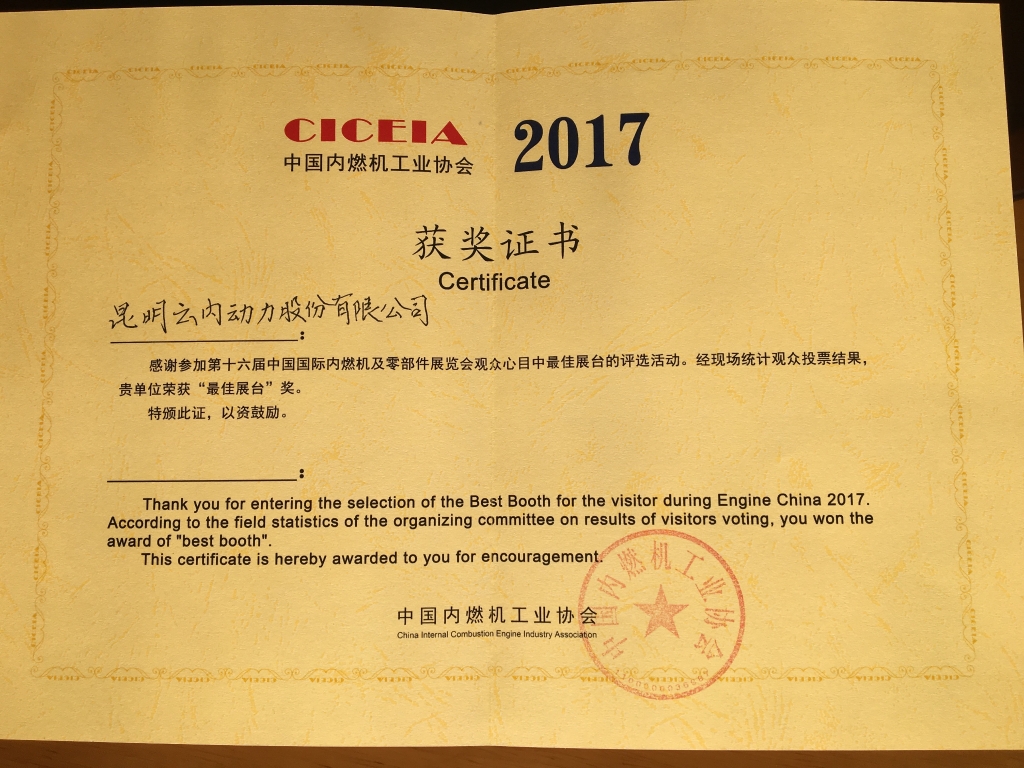 CICEIA
中国内燃机工业协会
2017
获奖证书
Certificate
昆明云内动力股份有限公司
:
感谢参加第十六届中国国际内燃机及零部件展览会观众心目中最佳展台的评选活动。经现场统计观众投票结果，
贵单位荣获“最佳展台”奖。
特颁此证，以资鼓励。
:
Thank you for entering the selection of the Best Booth for the visitor during Engine China 2017.
According to the field statistics of the organizing committee on results of visitors voting, you won the
award of "best booth".
This certificate is hereby awarded to you for encouragement.
中国内燃机工业协会
China Internal Combustion Engine Industry Association
中国内燃机工业协会